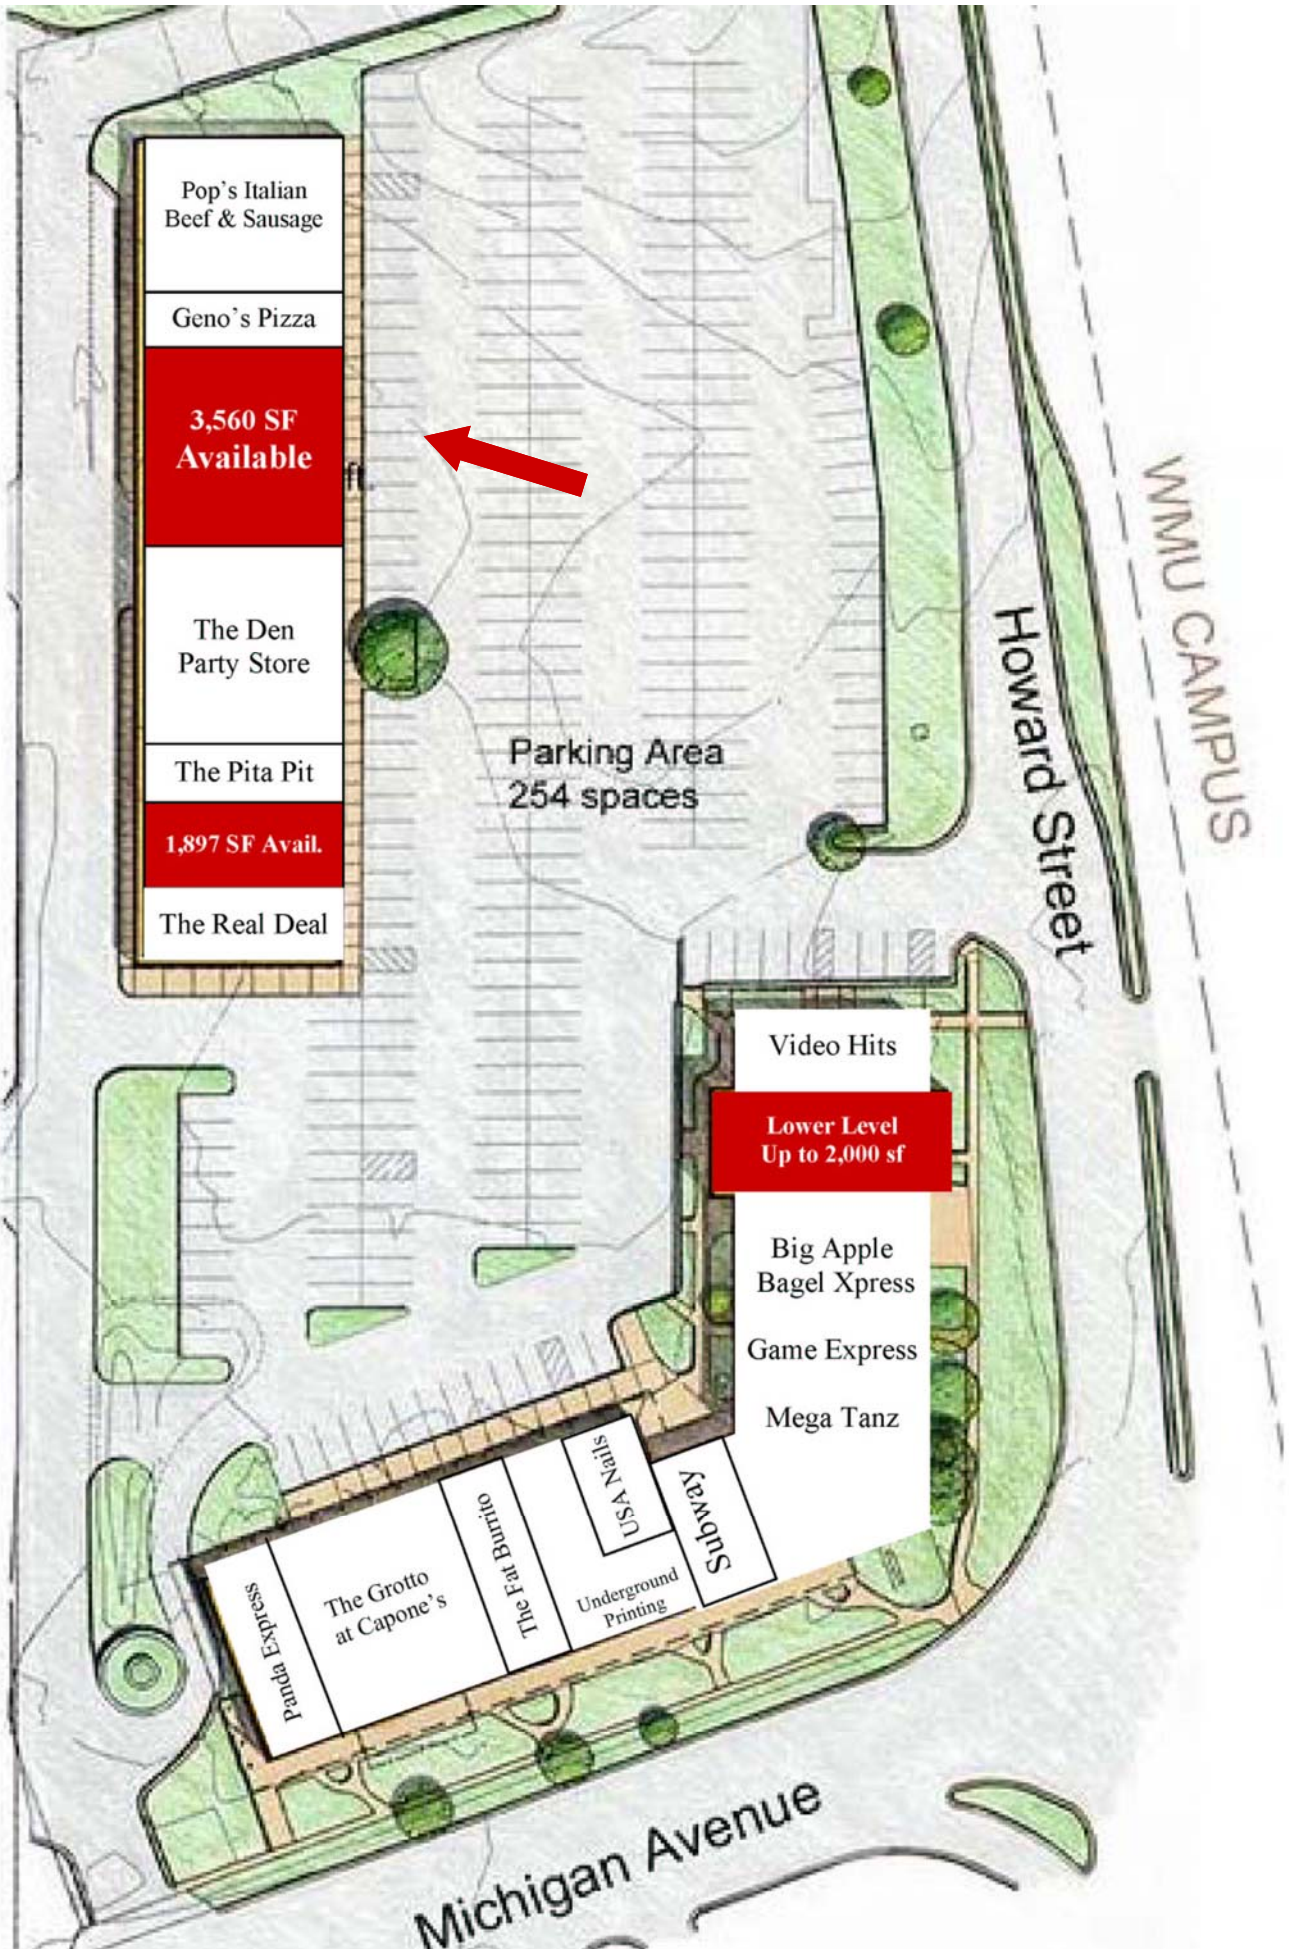 Pop's Italian
Beef & Sausage
Geno's Pizza
3,560 SF
Available
ft.
The Den
Party Store
The Pita Pit
1,897 SF Avail.
The Real Deal
Parking Area
254 spaces
Howard Street
WMU CAMPUS
Video Hits
Lower Level
Up to 2,000 sf
Big Apple
Bagel Xpress
Game Express
Mega Tanz
Subway
USA Nails
Underground
Printing
The Fat Burrito
The Grotto
at Capone's
Panda Express
Michigan Avenue